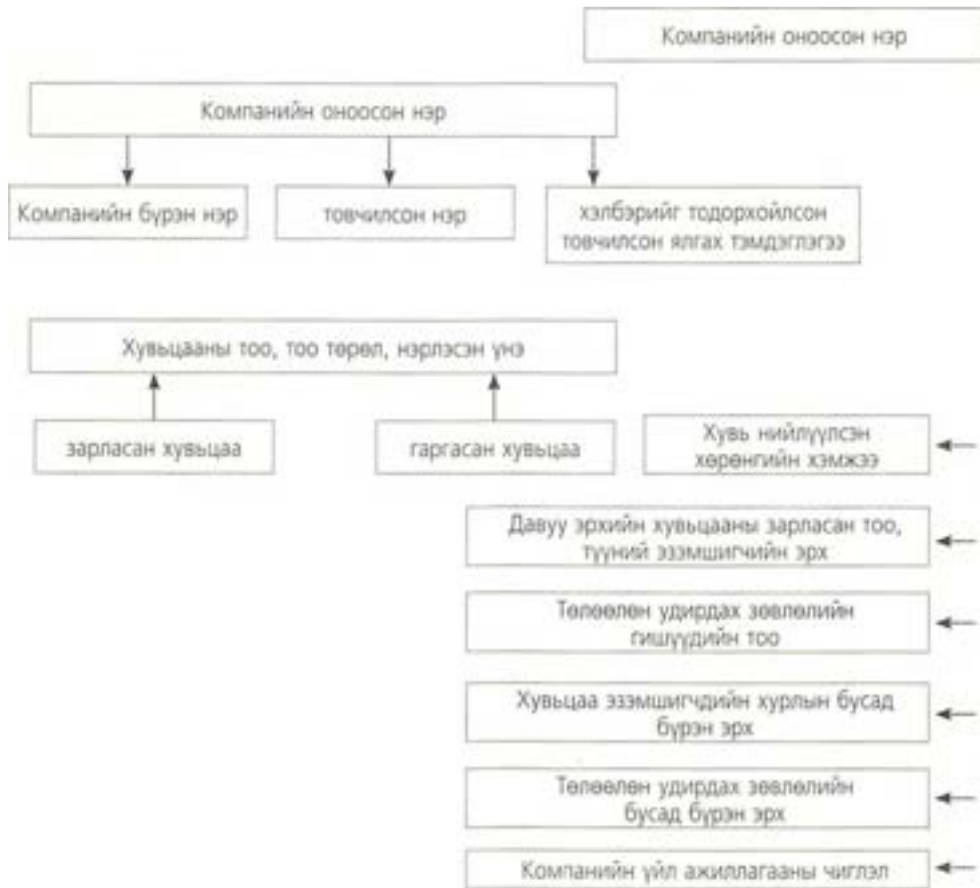 Компанийн оноосон нэр
Компанийн оноосон нэр
Компанийн бүрэн нэр
товчилсон нэр
хэлбэрийг тодорхойлсон
товчилсон ялгах тэмдэглэгээ
Хувьцааны тоо, тоо төрөл, нэрлэсэн үнэ
зарласан хувьцаа
гаргасан хувьцаа
Хувь нийлүүлсэн
хөрөнгийн хэмжээ
Давуу эрхийн хувьцааны зарласан тоо,
түүний эзэмшигчийн эрх
Төлөөлөн удирдах зөвлөлийн
гишүүдийн тоо
Хувьцаа эзэмшигчдийн хурлын бусад
бүрэн эрх
Төлөөлөн удирдах зөвлөлийн
бусад бүрэн эрх
Компанийн үйл ажиллагааны чиглэл